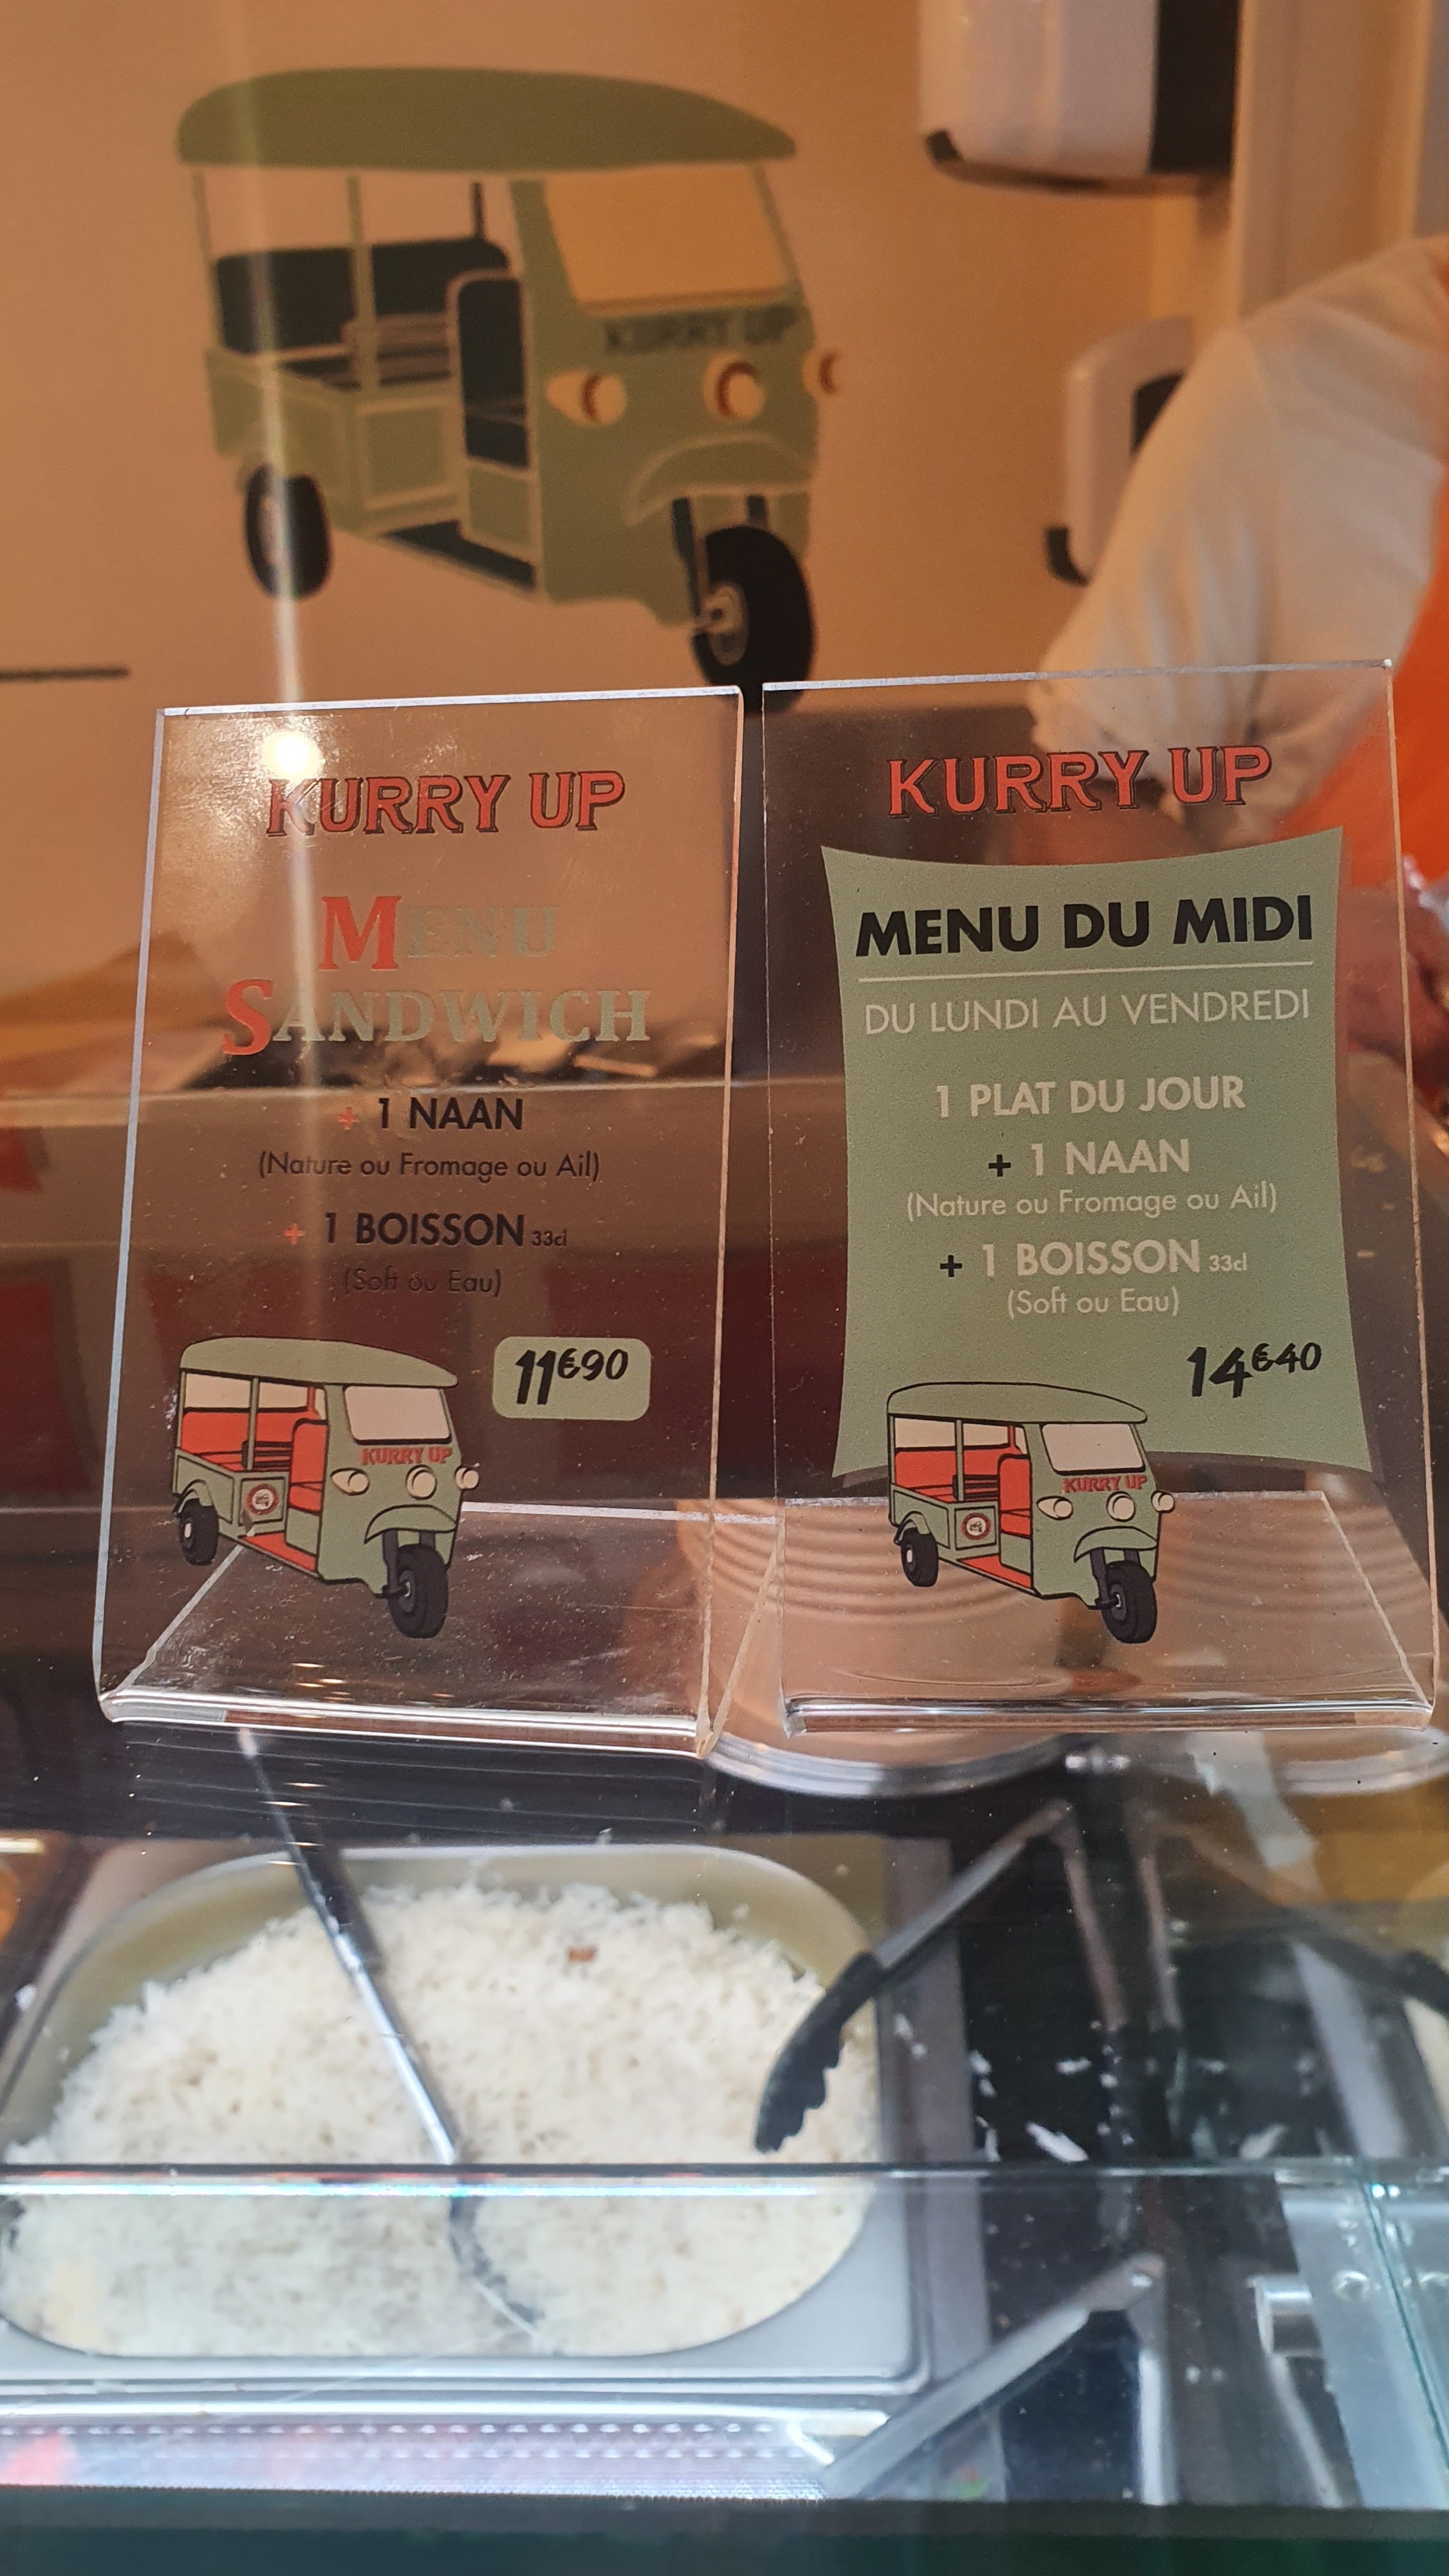 KURRY UP
KURRY UP
MENU
SANDWICH
+ 1 NAAN
(Nature ou Fromage ou Ail)
+ 1 BOISSON 33cl
(Soft ou Eau)
11€90
KURRY UP
KURRY UP
MENU DU MIDI
DU LUNDI AU VENDREDI
1 PLAT DU JOUR
+ 1 NAAN
(Nature ou Fromage ou Ail)
+ 1 BOISSON 33cl
(Soft ou Eau)
14€40
KURRY UP